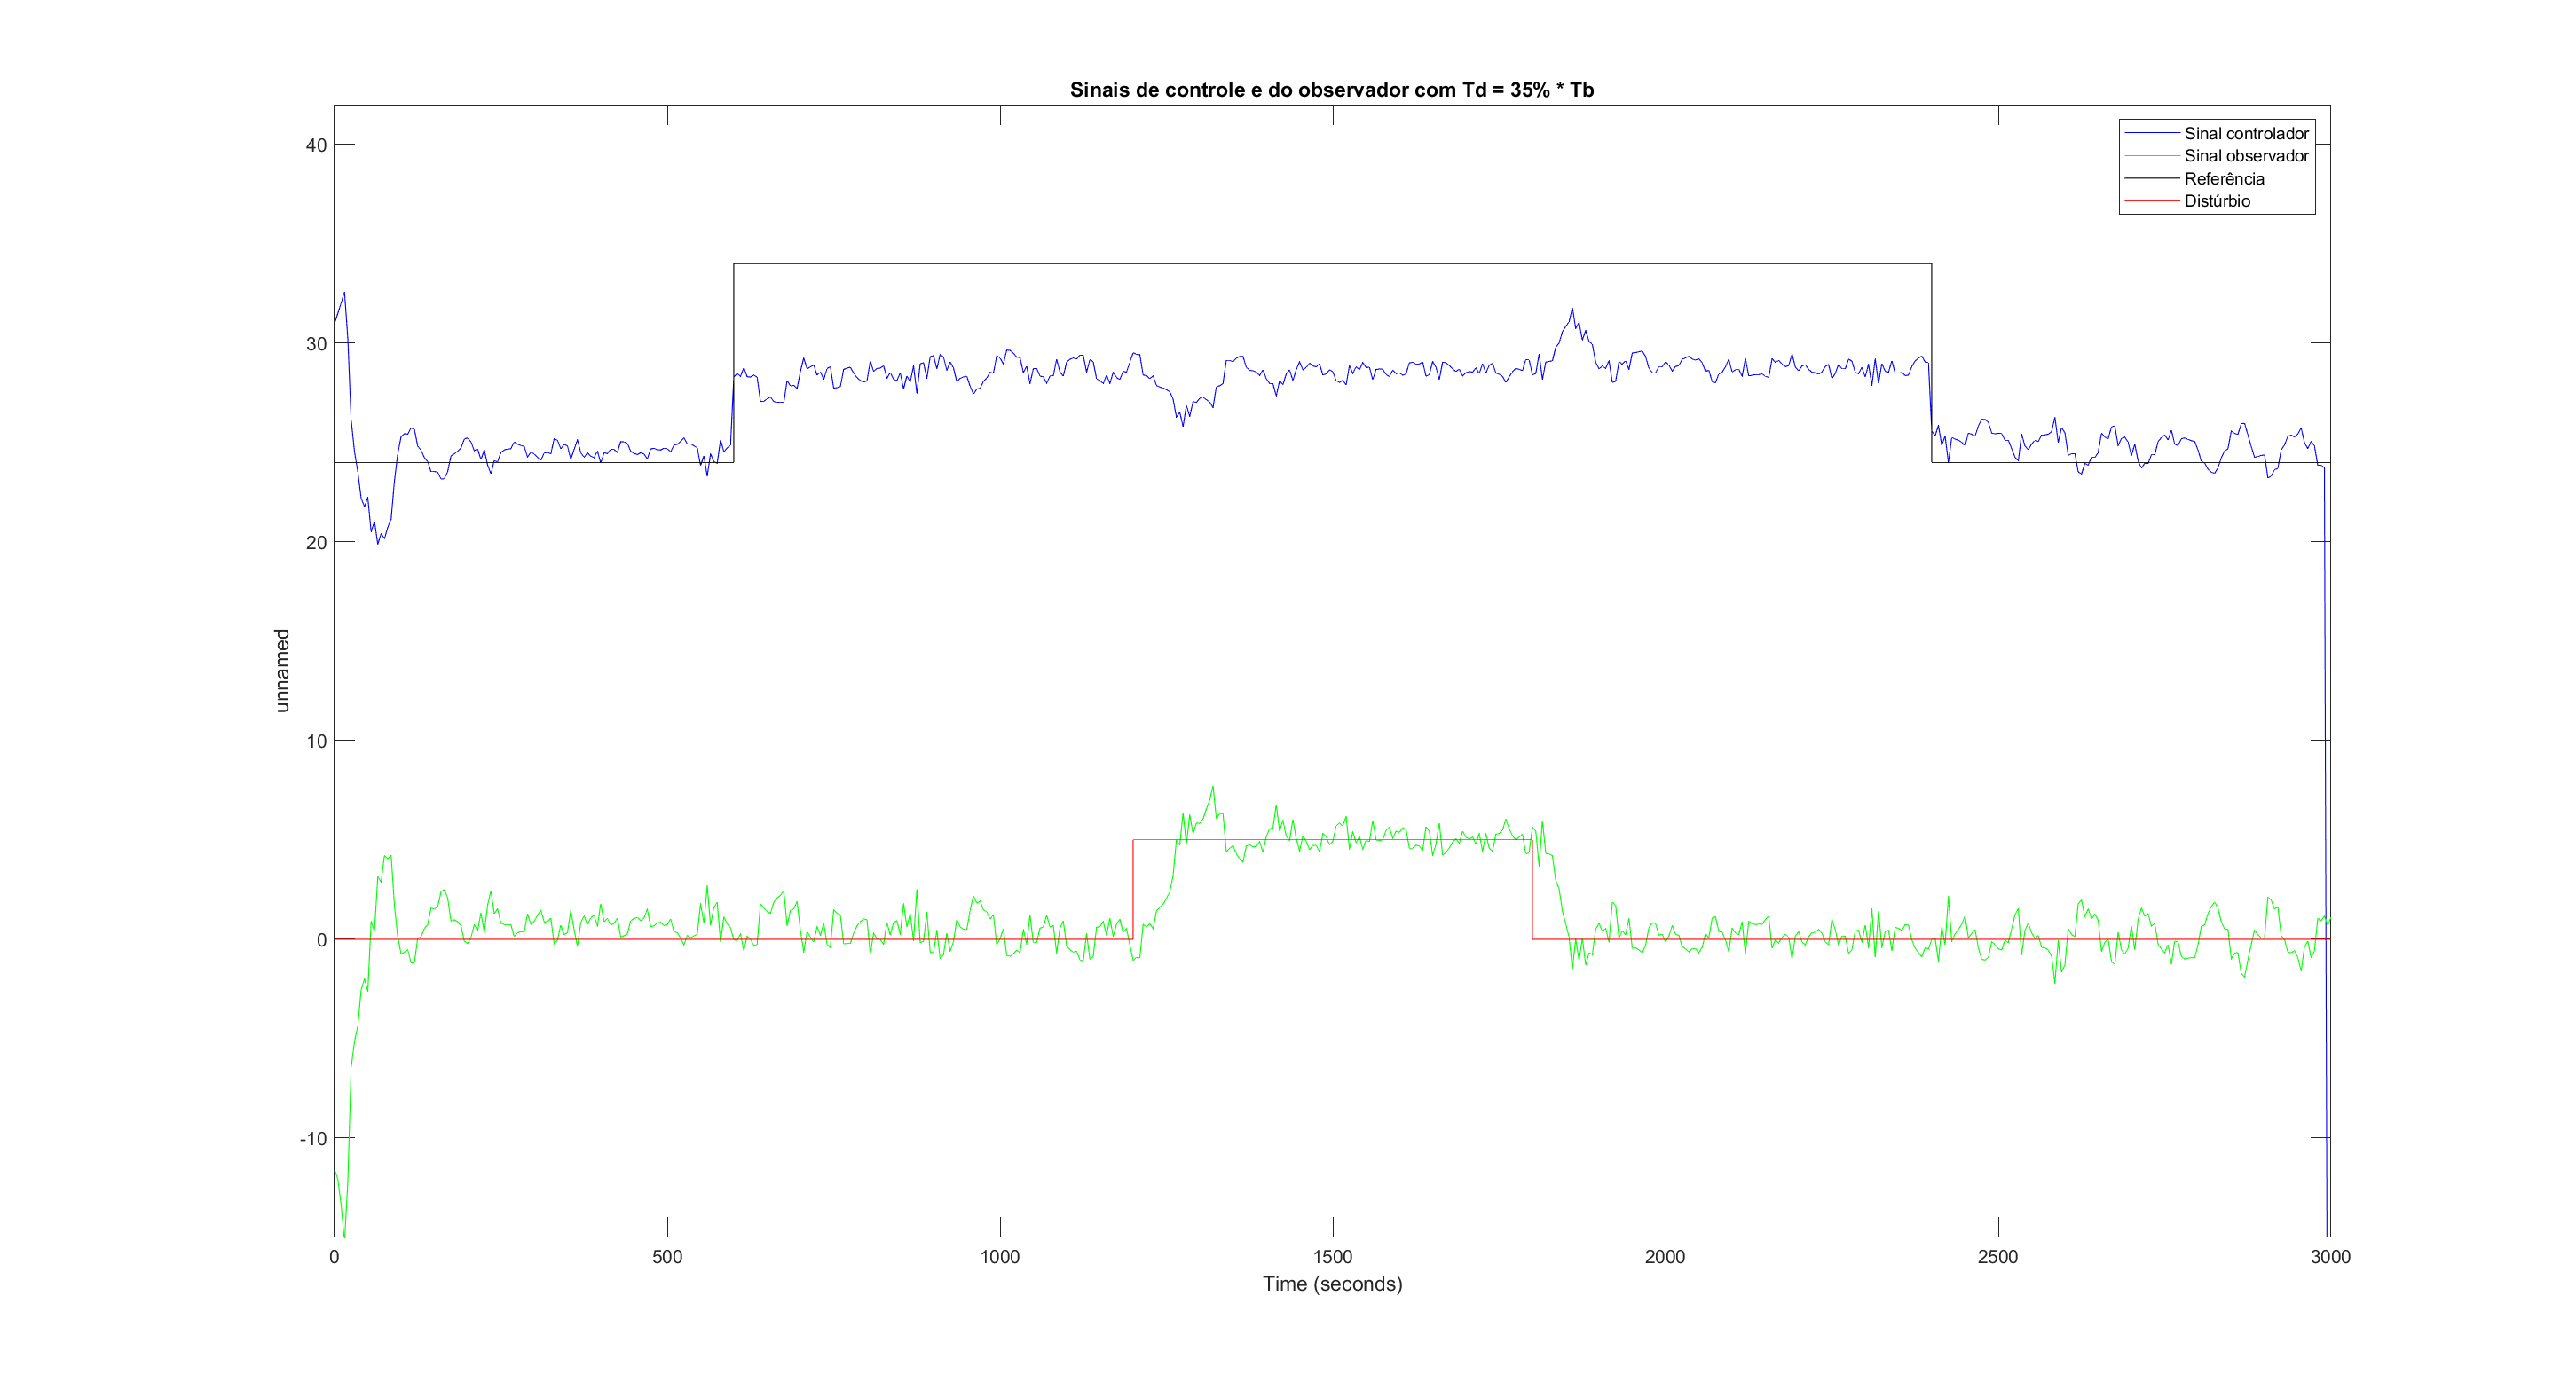 Sinais de controle e do observador com Td = 35% * Tb
Sinal controlador
Sinal observador
Referência
Distúrbio
40
30
20
10
0
-10
unnamed
0
500
1000
1500
2000
2500
3000
Time (seconds)